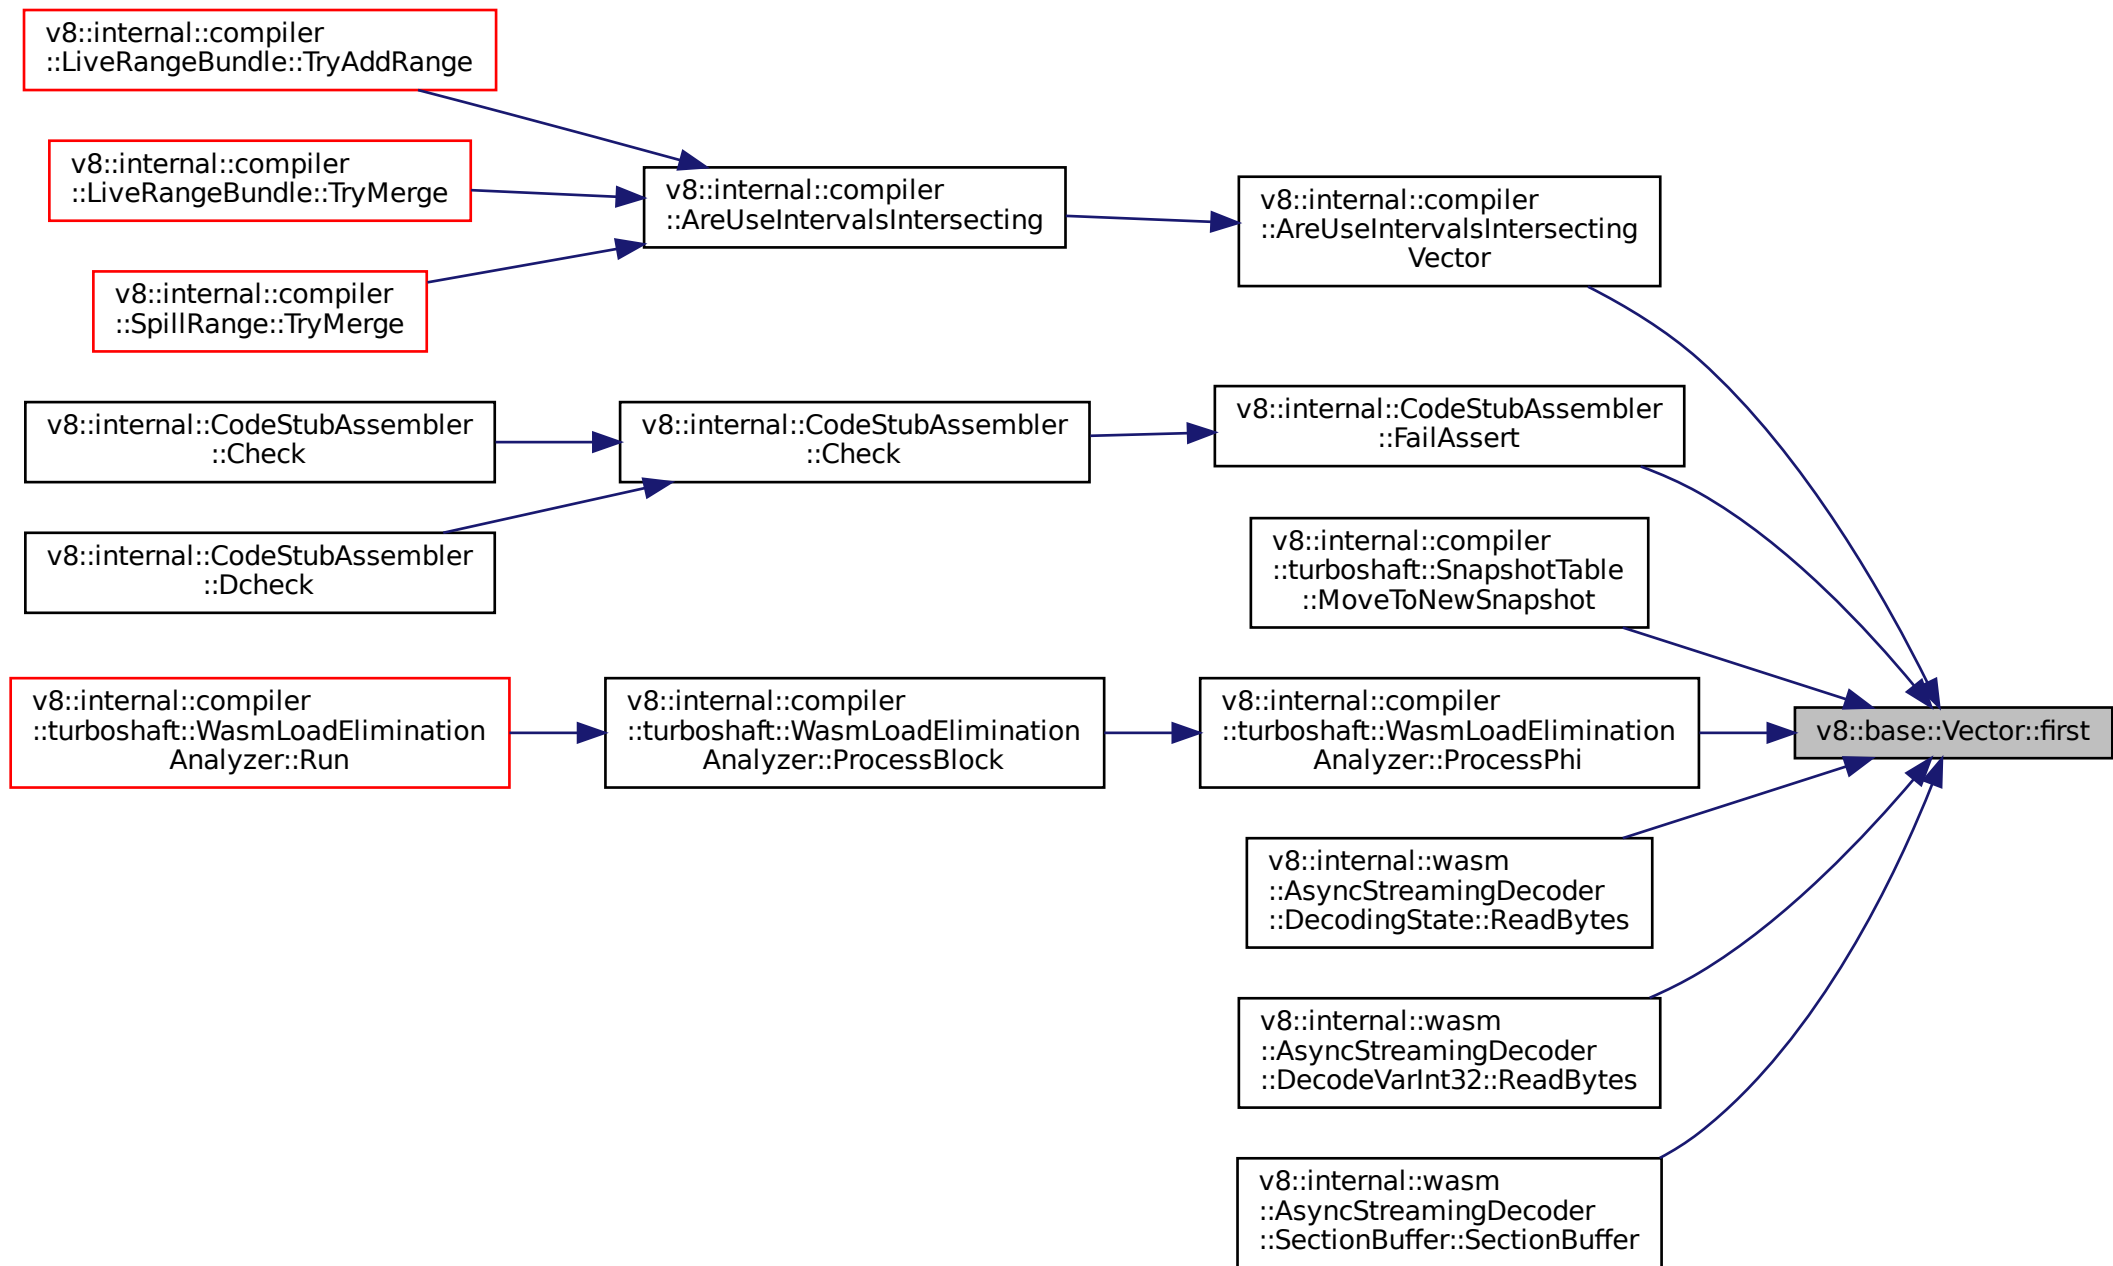 v8::internal::compiler
::LiveRangeBundle::TryAddRange
v8::internal::compiler
::LiveRangeBundle::TryMerge
v8::internal::compiler
::SpillRange::TryMerge
v8::internal::compiler
::AreUseIntervalsIntersecting
v8::internal::compiler
::AreUseIntervalsIntersecting
Vector
v8::internal::CodeStubAssembler
::Check
v8::internal::CodeStubAssembler
::Dcheck
v8::internal::CodeStubAssembler
::Check
v8::internal::CodeStubAssembler
::FailAssert
v8::internal::compiler
::turboshaft::SnapshotTable
::MoveToNewSnapshot
v8::internal::compiler
::turboshaft::WasmLoadElimination
Analyzer::Run
v8::internal::compiler
::turboshaft::WasmLoadElimination
Analyzer::ProcessBlock
v8::internal::compiler
::turboshaft::WasmLoadElimination
Analyzer::ProcessPhi
v8::base::Vector::first
v8::internal::wasm
::AsyncStreamingDecoder
::DecodingState::ReadBytes
v8::internal::wasm
::AsyncStreamingDecoder
::DecodeVarInt32::ReadBytes
v8::internal::wasm
::AsyncStreamingDecoder
::SectionBuffer::SectionBuffer